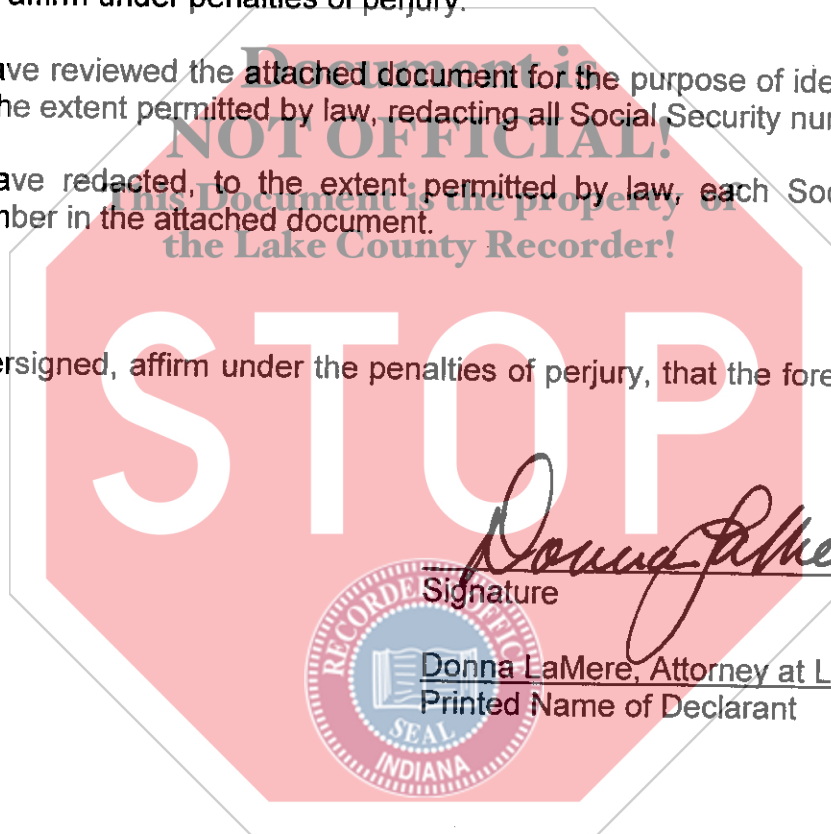 affirm under penalties of perjury.
Document is
ave reviewed the attached document for the purpose of ide
he extent permitted by law, redacting all Social Security nu
NOT OFFICIAL!
ave redacted, to the extent permitted by law, each Soc
This Document is the property of
mber in the attached document.
the Lake County Recorder!
ersigned, affirm under the penalties of perjury, that the fore
STOP
Donna LaMe
Signature
Donna LaMere, Attorney at L
Printed Name of Declarant
RECORDER'S OFFICE
SEAL
INDIANA